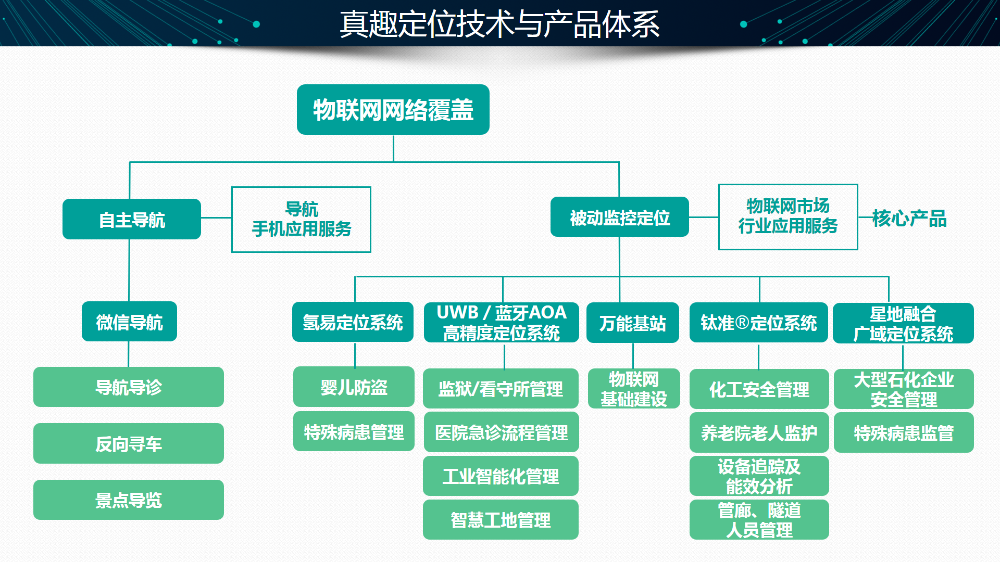 真趣定位技术与产品体系
物联网网络覆盖
自主导航
导航
手机应用服务
被动监控定位
物联网市场
行业应用服务
核心产品
微信导航
氢易定位系统
UWB / 蓝牙AOA
高精度定位系统
万能基站
钛准®定位系统
星地融合
广域定位系统
导航导诊
反向寻车
景点导览
婴儿防盗
特殊病患管理
监狱/看守所管理
医院急诊流程管理
工业智能化管理
智慧工地管理
物联网
基础建设
化工安全管理
养老院老人监护
设备追踪及
能效分析
管廊、隧道
人员管理
大型石化企业
安全管理
特殊病患监管